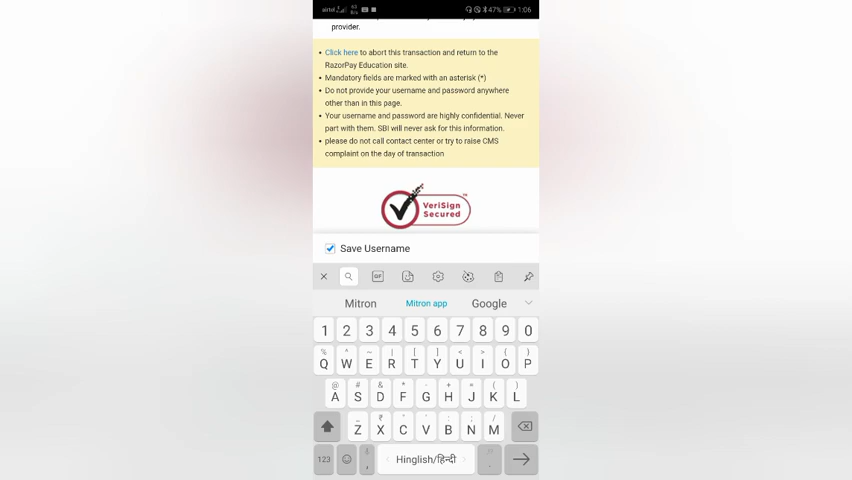 airtel 63 B/s 47% 1:06
provider.
• Click here to abort this transaction and return to the
RazorPay Education site.
• Mandatory fields are marked with an asterisk (*)
• Do not provide your username and password anywhere
other than in this page.
• Your username and password are highly confidential. Never
part with them. SBI will never ask for this information.
• please do not call contact center or try to raise CMS
complaint on the day of transaction
VeriSign™
Secured
Save Username
GIF
Mitron Mitron app Google
1 2 3 4 5 6 7 8 9 0
% ^ ~ | [ ] < > { }
Q W E R T Y U I O P
@ # & * - + = ( )
A S D F G H J K L
_ ₹ " ' : ; /
Z X C V B N M
123 , Hinglish/हिन्दी .